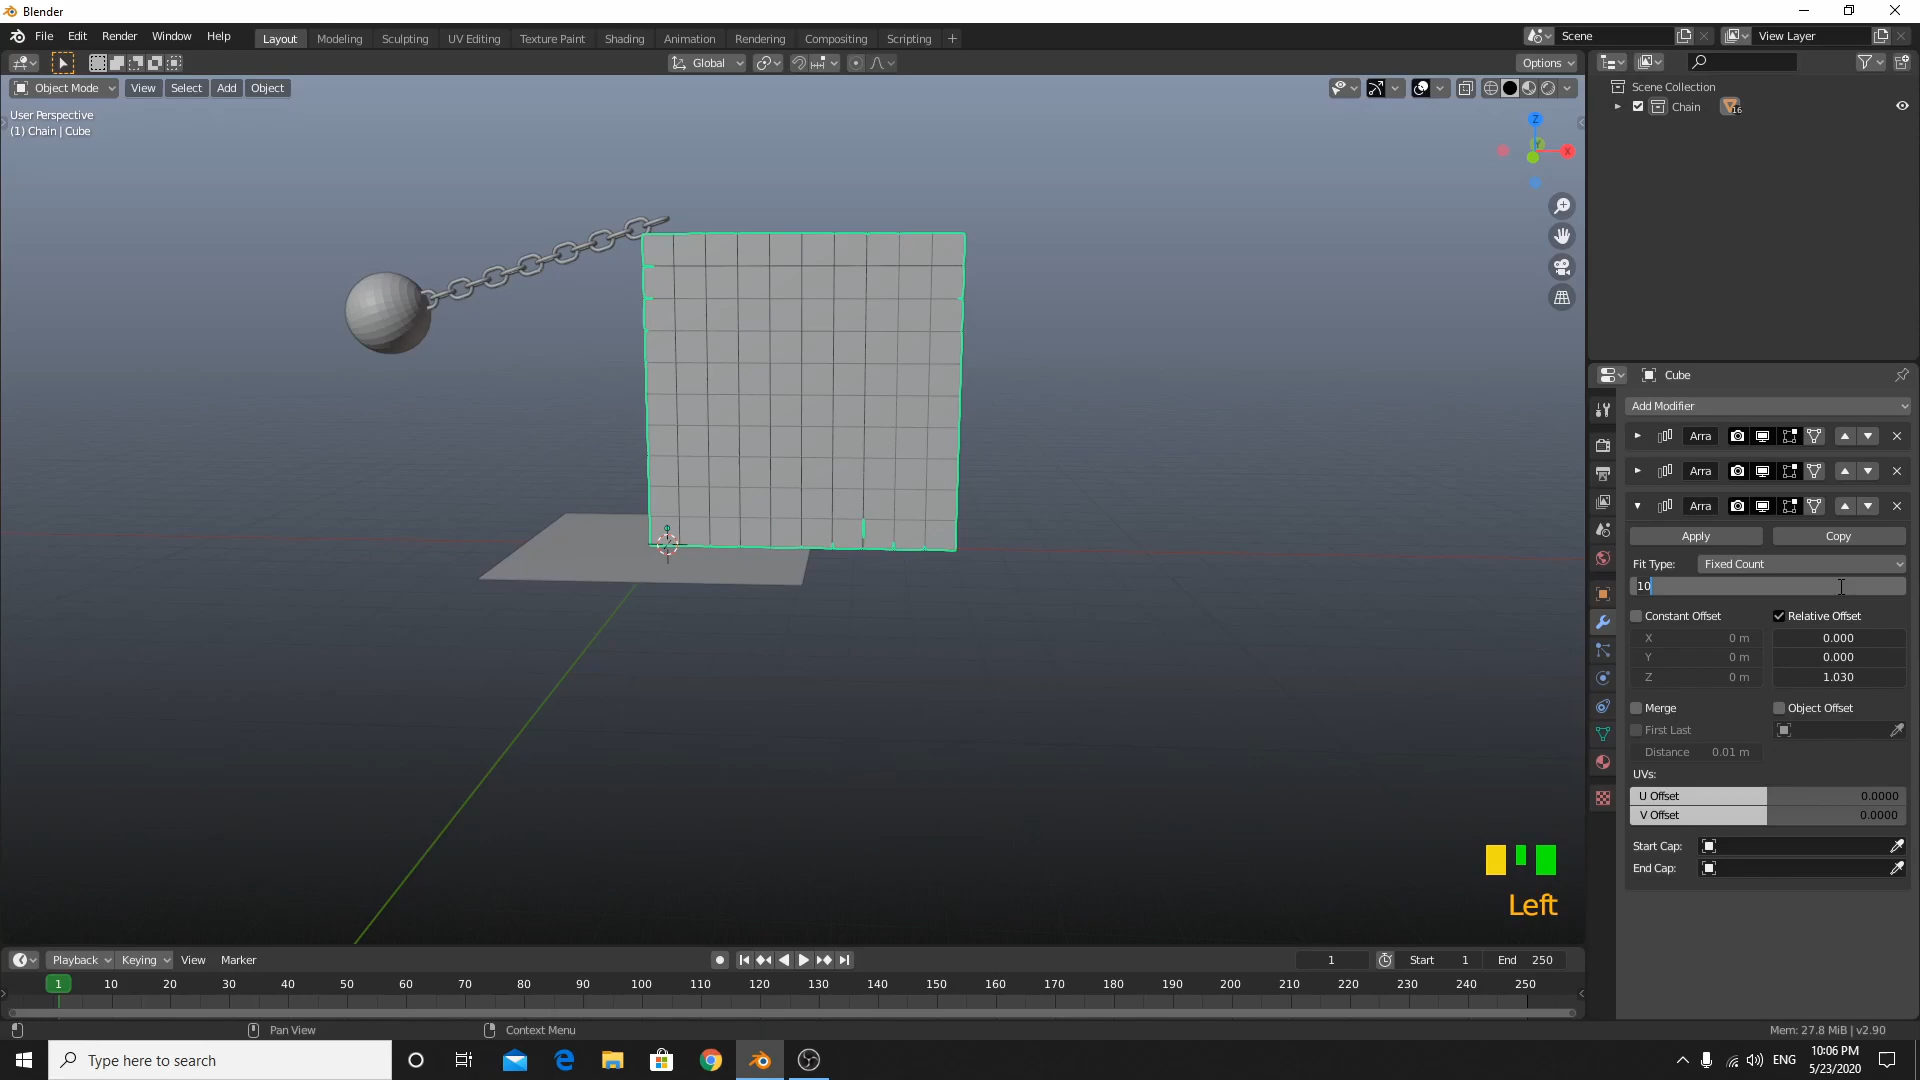 Blender
File Edit Render Window Help
Layout Modeling Sculpting UV Editing Texture Paint Shading Animation Rendering Compositing Scripting +
Scene
View Layer
Global
Options
Object Mode View Select Add Object
User Perspective
(1) Chain | Cube
Z
Y
X
Scene Collection
Chain
16
Cube
Add Modifier
Arra
Arra
Arra
Apply Copy
Fit Type: Fixed Count
10
Constant Offset Relative Offset
X 0 m 0.000
Y 0 m 0.000
Z 0 m 1.030
Merge Object Offset
First Last
Distance 0.01 m
UVs:
U Offset 0.0000
V Offset 0.0000
Start Cap:
End Cap:
Left
Playback Keying View Marker
1 Start 1 End 250
1 10 20 30 40 50 60 70 80 90 100 110 120 130 140 150 160 170 180 190 200 210 220 230 240 250
Pan View Context Menu
Mem: 27.8 MiB | v2.90
Type here to search
ENG
10:06 PM
5/23/2020